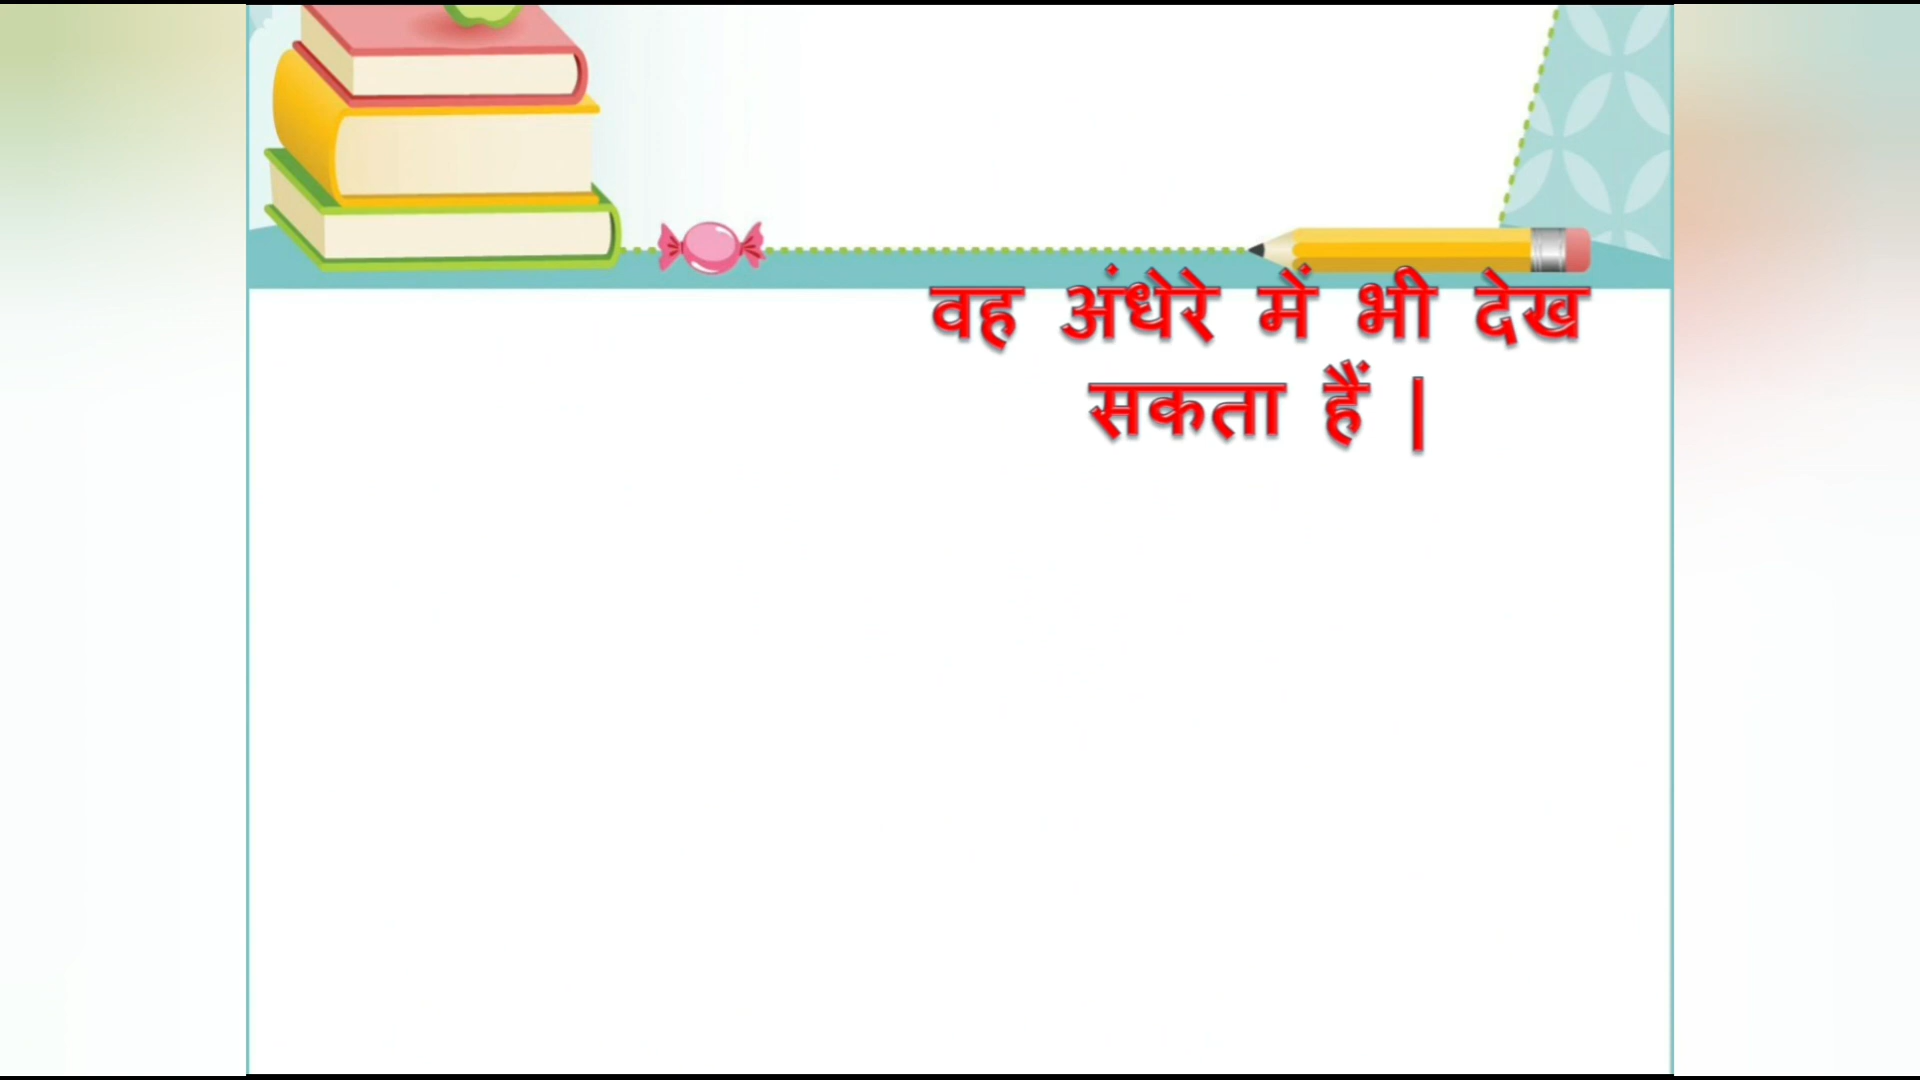 वह अंधेरे में भी देख
सकता हैं |